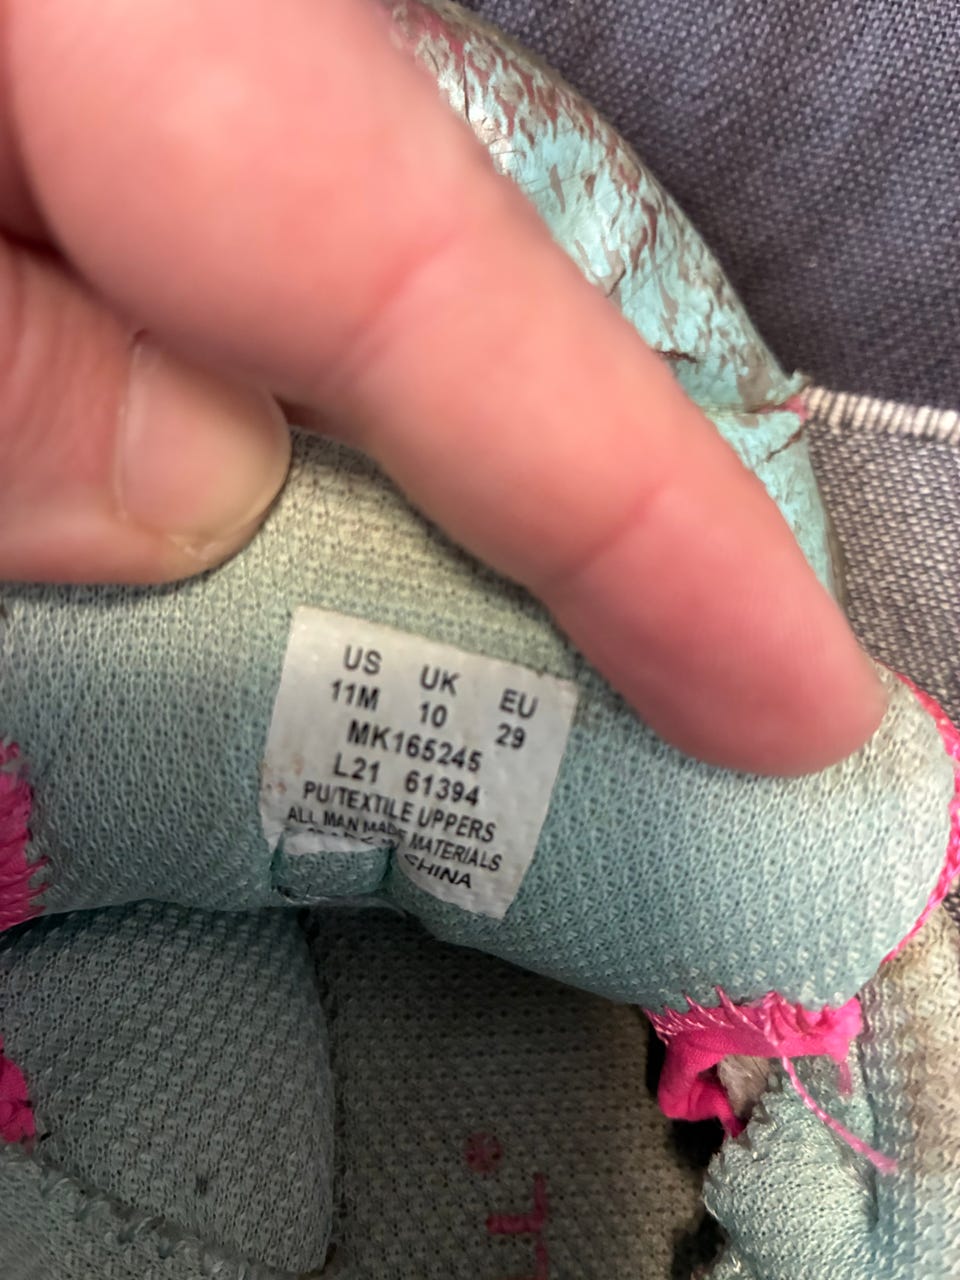 US UK EU
11M 10 29
MK165245
L21 61394
PU/TEXTILE UPPERS
ALL MAN MADE MATERIALS
CHINA